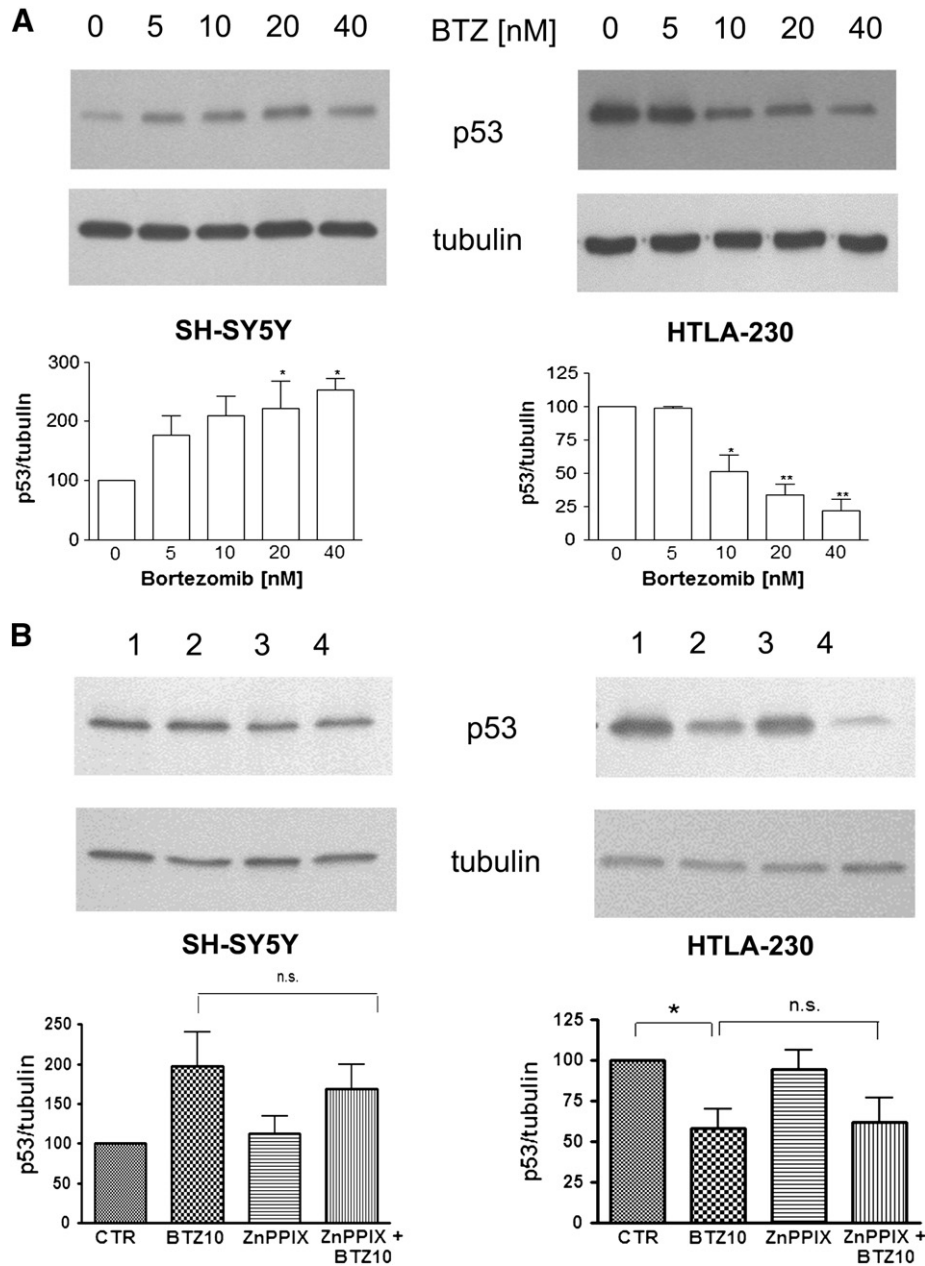 A
0 5 10 20 40 BTZ [nM] 0 5 10 20 40
p53
tubulin
SH-SY5Y
300
200
100
0
p53/tubulin
* *
0 5 10 20 40
Bortezomib [nM]
HTLA-230
125
100
75
50
25
0
p53/tubulin
* ** **
0 5 10 20 40
Bortezomib [nM]
B
1 2 3 4 1 2 3 4
p53
tubulin
SH-SY5Y
n.s.
250
200
150
100
50
0
p53/tubulin
CTR BTZ10 ZnPPIX ZnPPIX +
BTZ10
HTLA-230
* n.s.
125
100
75
50
25
0
p53/tubulin
CTR BTZ10 ZnPPIX ZnPPIX +
BTZ10